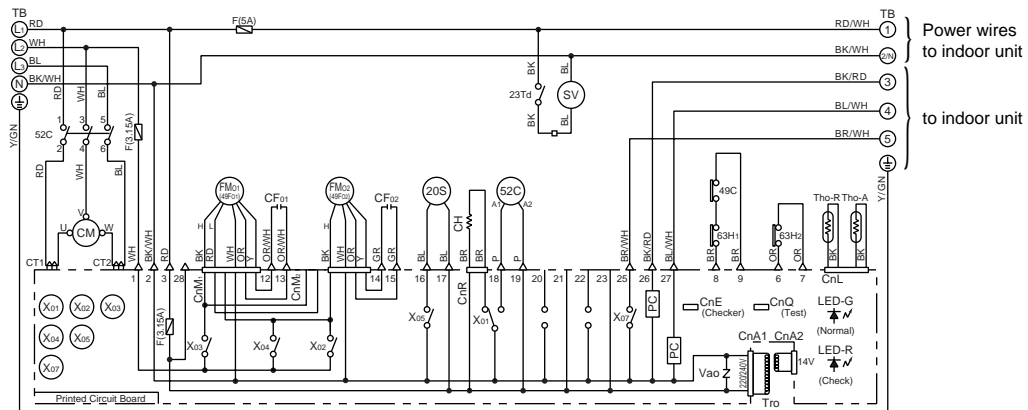 TB
TB
L1 RD F(5A) RD/WH 1
L2 WH
L3 BL BK/WH 2/N
N BK/WH
Power wires
to indoor unit
BK/RD 3
BL/WH 4
BR/WH 5
to indoor unit
Y/GN
Y/GN
RD WH BL
F(3.15A)
BK BL
23Td SV
BK BL
1 3 5
52C
2 4 6
RD WH BL
U V W
CM
CT1 CT2
WH BK/WH RD
FM01
(49F01)
CF01
FM02
(49F02)
CF02
20S
CH
52C
A1 A2
49C
63H1
63H2
Tho-R Tho-A
H L
BK RD WH OR Y OR/WH OR/WH
H
BK WH OR Y GR GR
BL BL BR BR P P
BR/WH BK/RD BL/WH
BR BR OR OR BK BK
1 2 3 28 CnM1 12 13 CnM2 14 15 16 17 CnR 18 19 20 21 22 23 25 26 27 8 9 6 7 CnL
X01 X02 X03
X04 X05
X07
F(3.15A)
X03 X04 X02 X05 X01 X07
PC
PC
CnE
(Checker)
CnQ
(Test)
LED-G
(Normal)
LED-R
(Check)
CnA1 CnA2
Vao
220/240V
14V
Tro
Printed Circuit Board